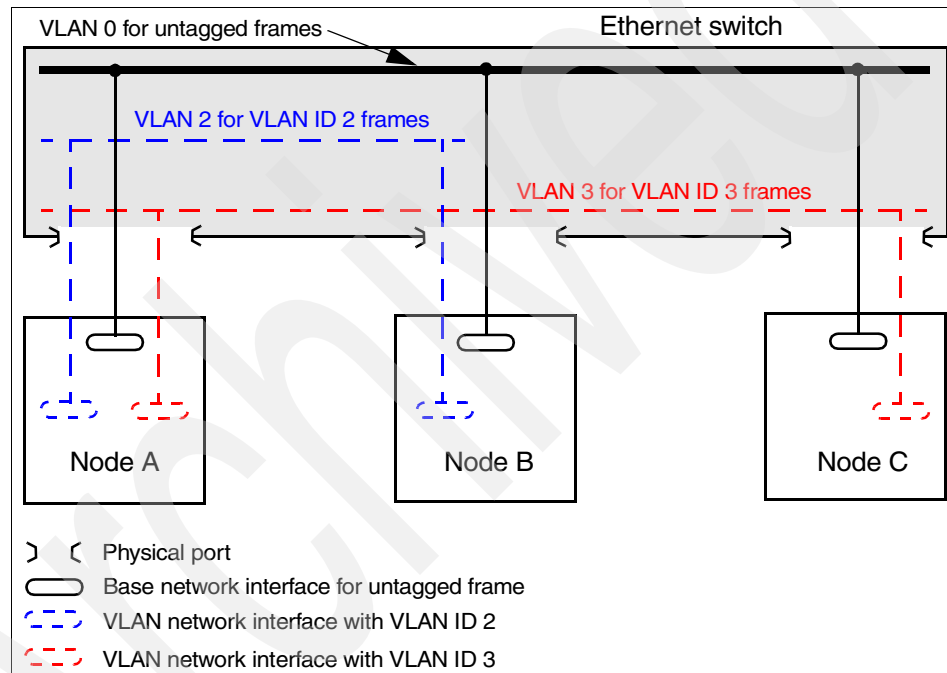 VLAN 0 for untagged frames
Ethernet switch
VLAN 2 for VLAN ID 2 frames
VLAN 3 for VLAN ID 3 frames
Node A
Node B
Node C
Physical port
Base network interface for untagged frame
VLAN network interface with VLAN ID 2
VLAN network interface with VLAN ID 3
Archived